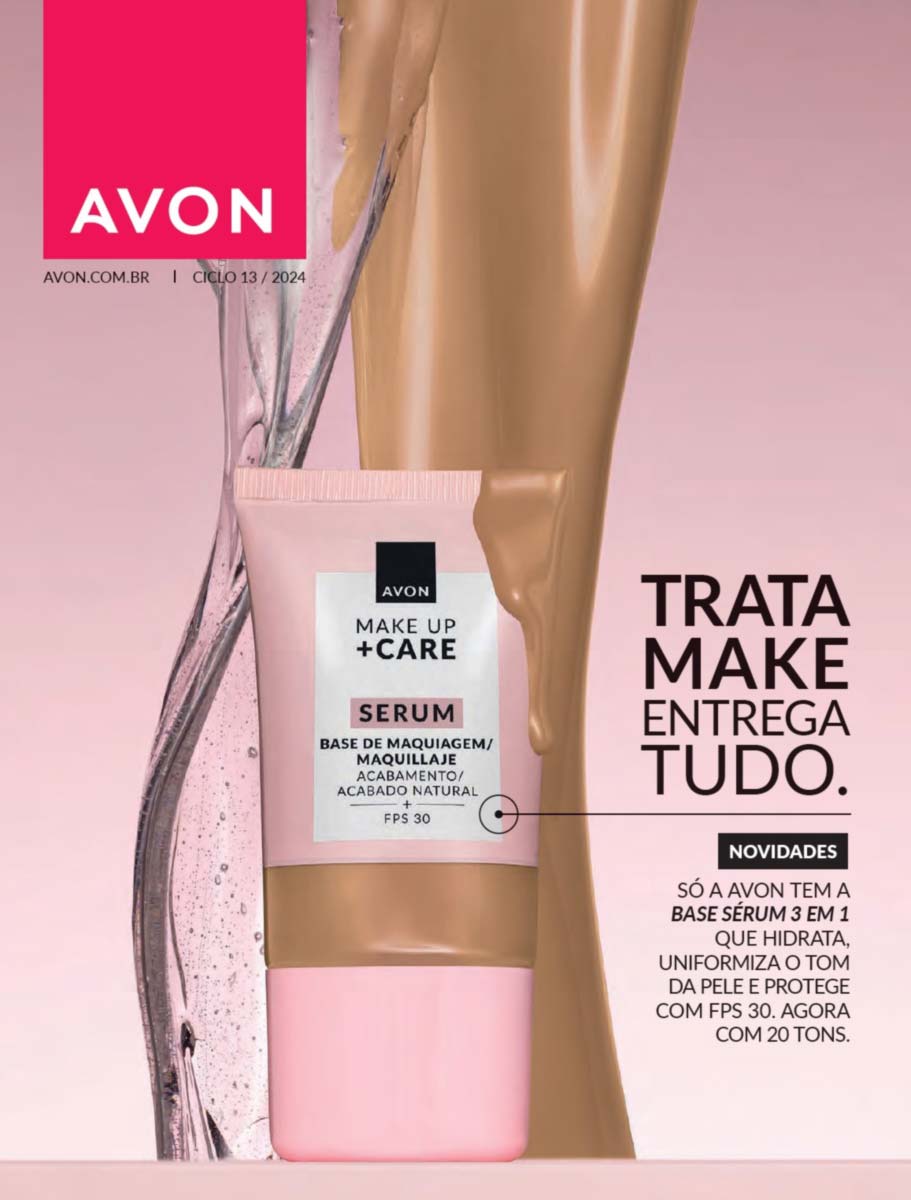 AVON
AVON.COM.BR | CICLO 13 / 2024
AVON
MAKE UP
+CARE
SERUM
BASE DE MAQUIAGEM/
MAQUILLAJE
ACABAMENTO/
ACABADO NATURAL
+
FPS 30
TRATA
MAKE
ENTREGA
TUDO.
NOVIDADES
SÓ A AVON TEM A
BASE SÉRUM 3 EM 1
QUE HIDRATA,
UNIFORMIZA O TOM
DA PELE E PROTEGE
COM FPS 30. AGORA
COM 20 TONS.